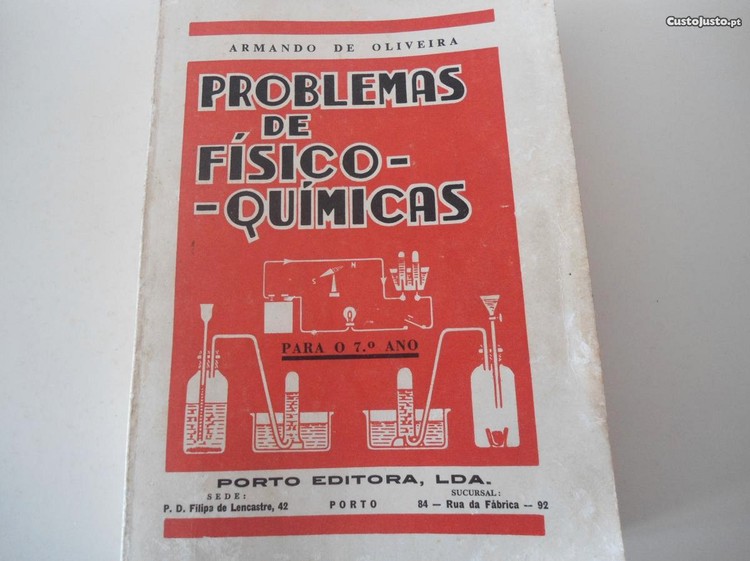 CustoJusto.pt
ARMANDO DE OLIVEIRA
PROBLEMAS
DE
FÍSICO-
-QUÍMICAS
N
S
PARA O 7.º ANO
PORTO EDITORA, LDA.
SEDE: SUCURSAL:
P. D. Filipa de Lencastre, 42 PORTO 84 — Rua da Fábrica -- 92